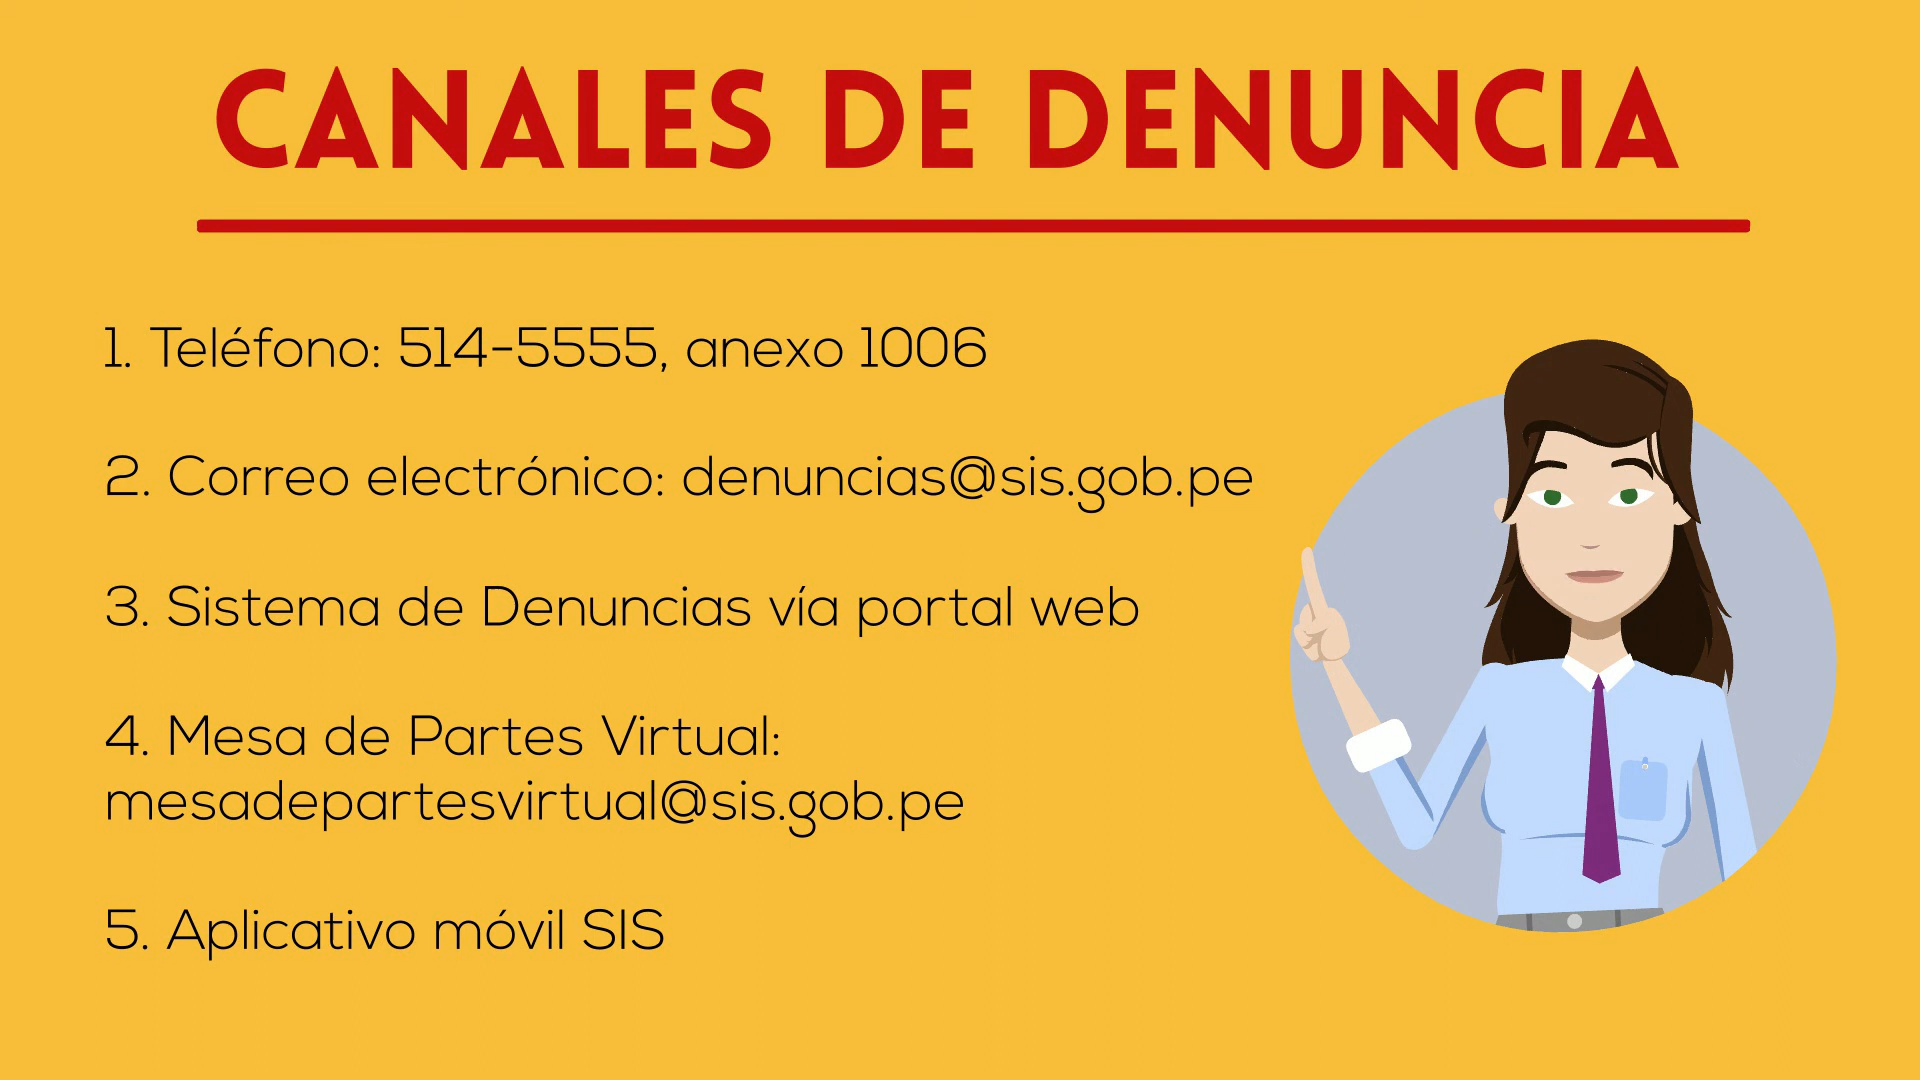 CANALES DE DENUNCIA
1. Teléfono: 514-5555, anexo 1006
2. Correo electrónico: denuncias@sis.gob.pe
3. Sistema de Denuncias vía portal web
4. Mesa de Partes Virtual:
mesadepartesvirtual@sis.gob.pe
5. Aplicativo móvil SIS